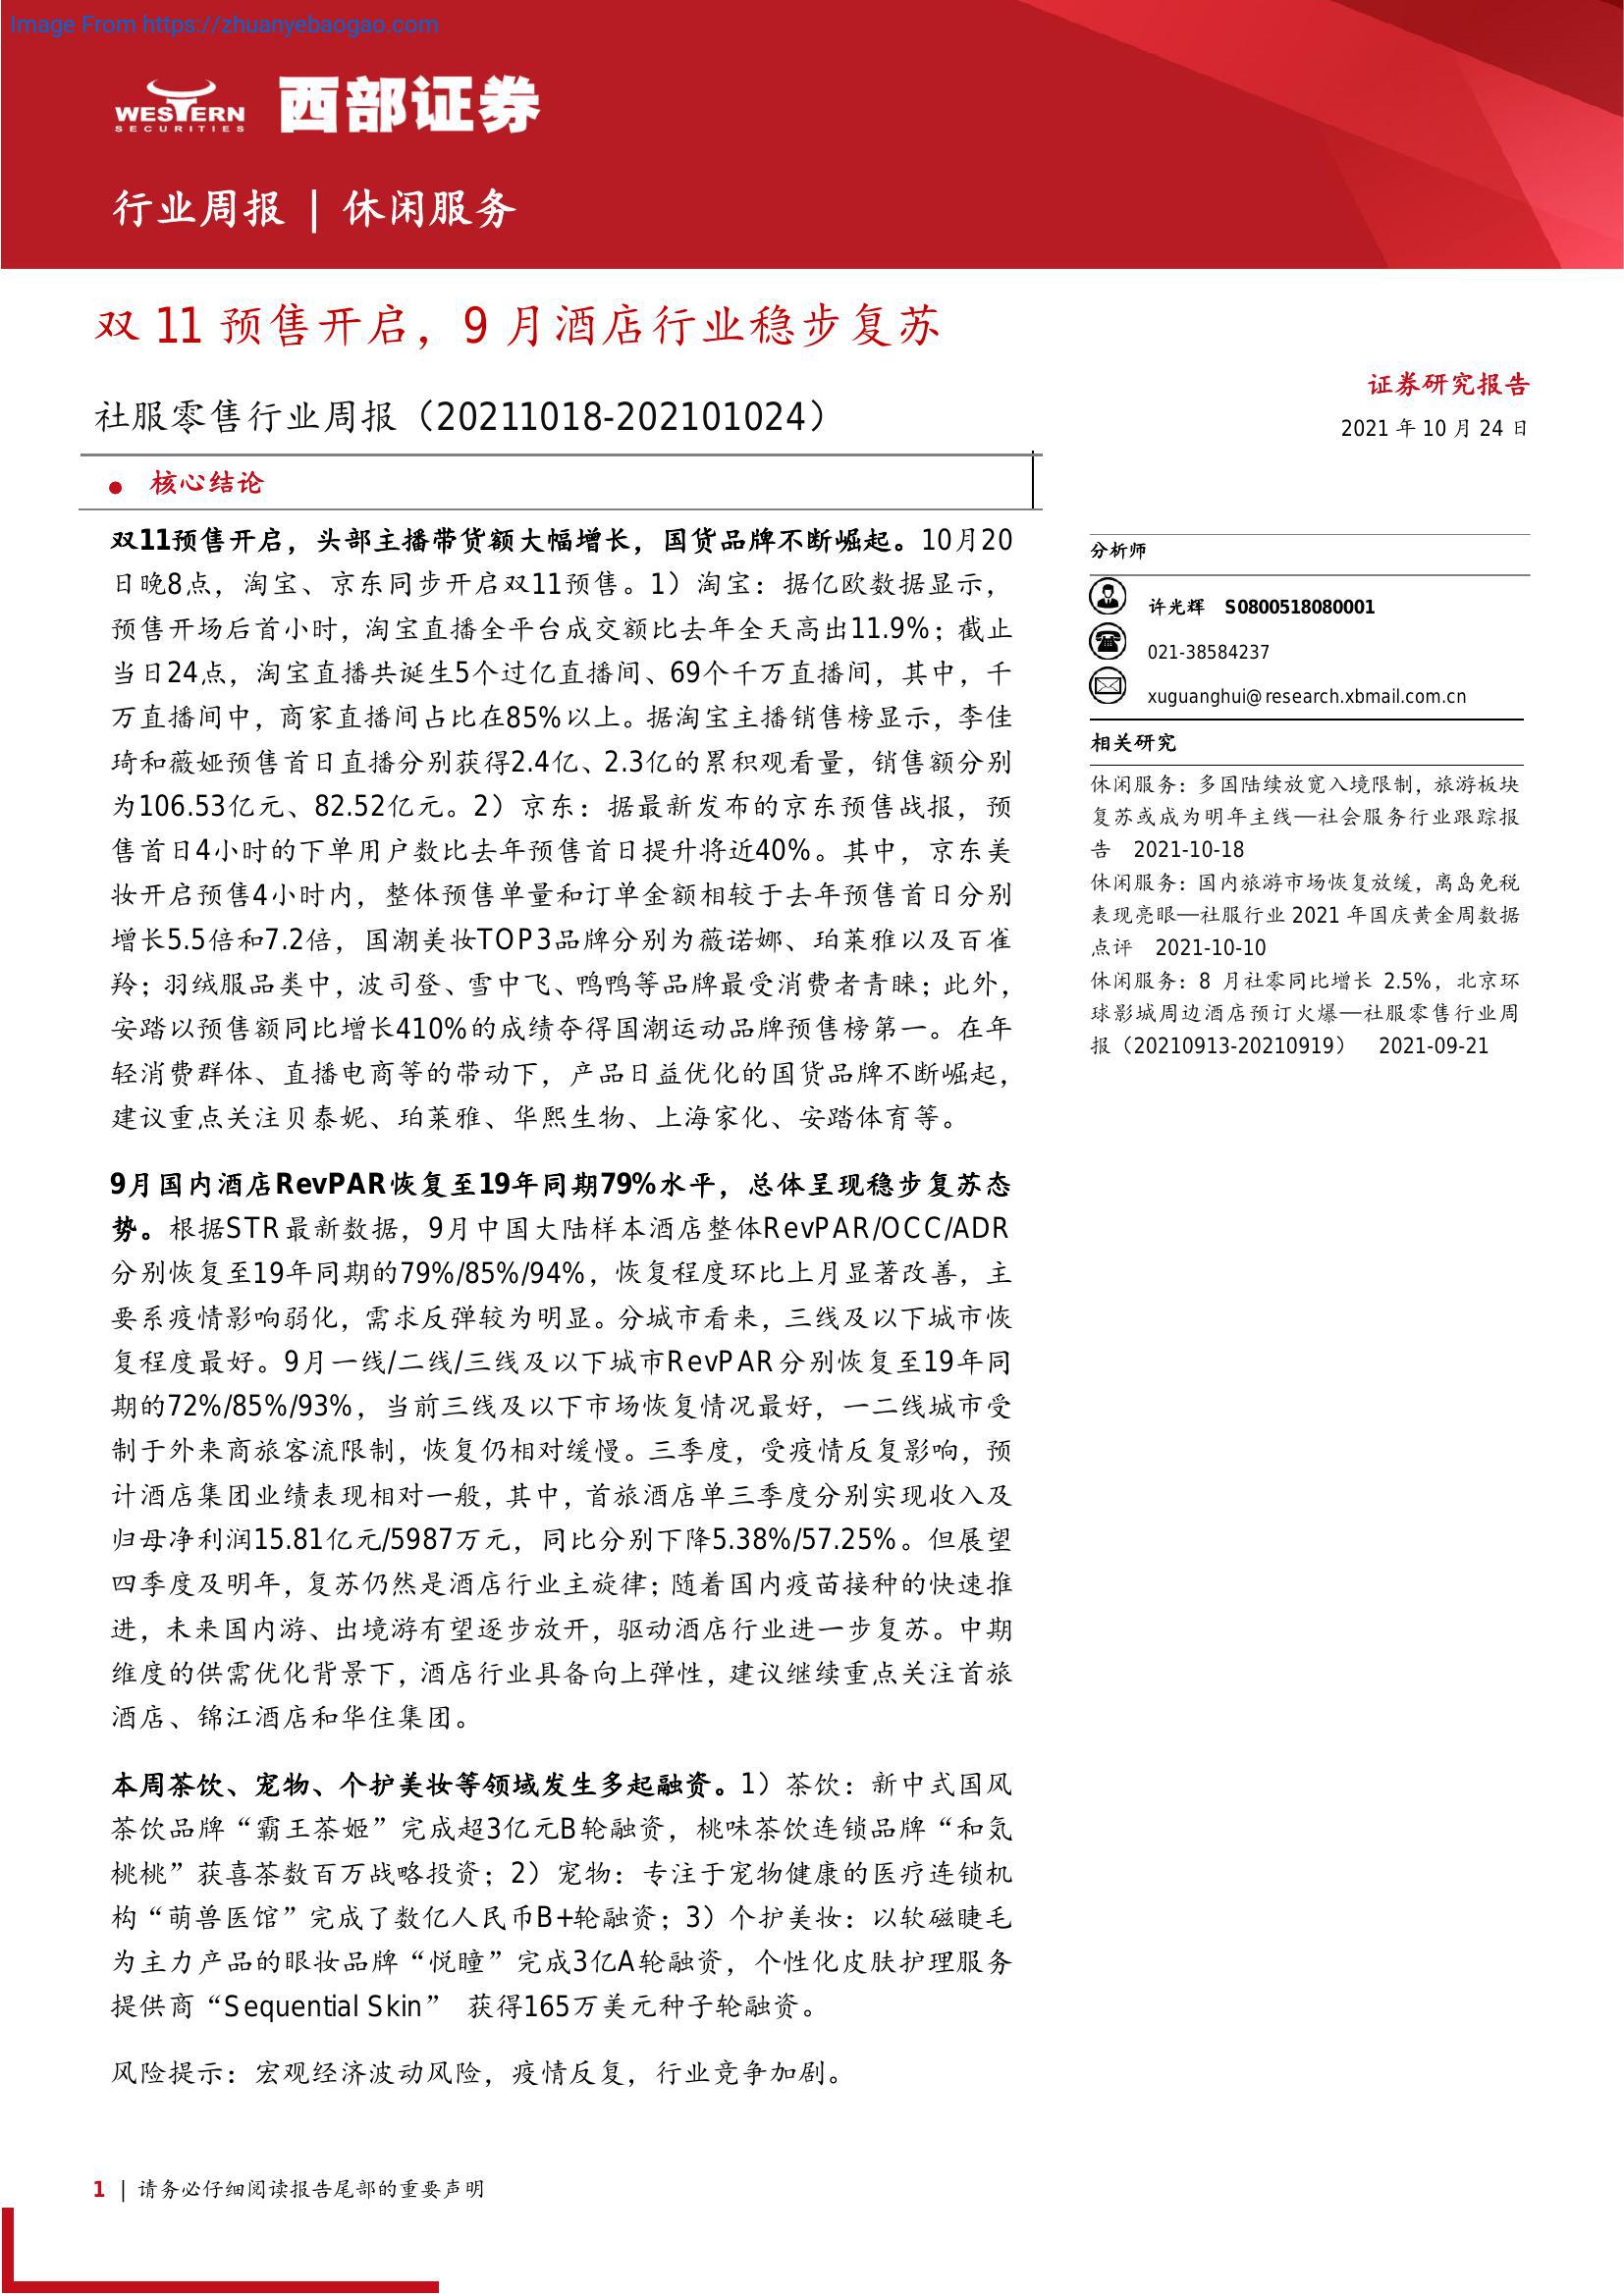 Image From https://zhuanyebaogao.com
WESTERN
SECURITIES
西部证券
行业周报 | 休闲服务
双 11 预售开启，9 月酒店行业稳步复苏
社服零售行业周报（20211018-202101024）
证券研究报告
2021 年 10 月 24 日
● 核心结论
双11预售开启，头部主播带货额大幅增长，国货品牌不断崛起。10月20
日晚8点，淘宝、京东同步开启双11预售。1）淘宝：据亿欧数据显示，
预售开场后首小时，淘宝直播全平台成交额比去年全天高出11.9%；截止
当日24点，淘宝直播共诞生5个过亿直播间、69个千万直播间，其中，千
万直播间中，商家直播间占比在85%以上。据淘宝主播销售榜显示，李佳
琦和薇娅预售首日直播分别获得2.4亿、2.3亿的累积观看量，销售额分别
为106.53亿元、82.52亿元。2）京东：据最新发布的京东预售战报，预
售首日4小时的下单用户数比去年预售首日提升将近40%。其中，京东美
妆开启预售4小时内，整体预售单量和订单金额相较于去年预售首日分别
增长5.5倍和7.2倍，国潮美妆TOP3品牌分别为薇诺娜、珀莱雅以及百雀
羚；羽绒服品类中，波司登、雪中飞、鸭鸭等品牌最受消费者青睐；此外，
安踏以预售额同比增长410%的成绩夺得国潮运动品牌预售榜第一。在年
轻消费群体、直播电商等的带动下，产品日益优化的国货品牌不断崛起，
建议重点关注贝泰妮、珀莱雅、华熙生物、上海家化、安踏体育等。
9月国内酒店RevPAR恢复至19年同期79%水平，总体呈现稳步复苏态
势。根据STR最新数据，9月中国大陆样本酒店整体RevPAR/OCC/ADR
分别恢复至19年同期的79%/85%/94%，恢复程度环比上月显著改善，主
要系疫情影响弱化，需求反弹较为明显。分城市看来，三线及以下城市恢
复程度最好。9月一线/二线/三线及以下城市RevPAR分别恢复至19年同
期的72%/85%/93%，当前三线及以下市场恢复情况最好，一二线城市受
制于外来商旅客流限制，恢复仍相对缓慢。三季度，受疫情反复影响，预
计酒店集团业绩表现相对一般，其中，首旅酒店单三季度分别实现收入及
归母净利润15.81亿元/5987万元，同比分别下降5.38%/57.25%。但展望
四季度及明年，复苏仍然是酒店行业主旋律；随着国内疫苗接种的快速推
进，未来国内游、出境游有望逐步放开，驱动酒店行业进一步复苏。中期
维度的供需优化背景下，酒店行业具备向上弹性，建议继续重点关注首旅
酒店、锦江酒店和华住集团。
本周茶饮、宠物、个护美妆等领域发生多起融资。1）茶饮：新中式国风
茶饮品牌“霸王茶姬”完成超3亿元B轮融资，桃味茶饮连锁品牌“和気
桃桃”获喜茶数百万战略投资；2）宠物：专注于宠物健康的医疗连锁机
构“萌兽医馆”完成了数亿人民币B+轮融资；3）个护美妆：以软磁睫毛
为主力产品的眼妆品牌“悦瞳”完成3亿A轮融资，个性化皮肤护理服务
提供商“Sequential Skin” 获得165万美元种子轮融资。
风险提示：宏观经济波动风险，疫情反复，行业竞争加剧。
分析师
许光辉 S0800518080001
021-38584237
xuguanghui@research.xbmail.com.cn
相关研究
休闲服务：多国陆续放宽入境限制，旅游板块
复苏或成为明年主线—社会服务行业跟踪报
告 2021-10-18
休闲服务：国内旅游市场恢复放缓，离岛免税
表现亮眼—社服行业 2021 年国庆黄金周数据
点评 2021-10-10
休闲服务：8 月社零同比增长 2.5%，北京环
球影城周边酒店预订火爆—社服零售行业周
报（20210913-20210919） 2021-09-21
1 | 请务必仔细阅读报告尾部的重要声明